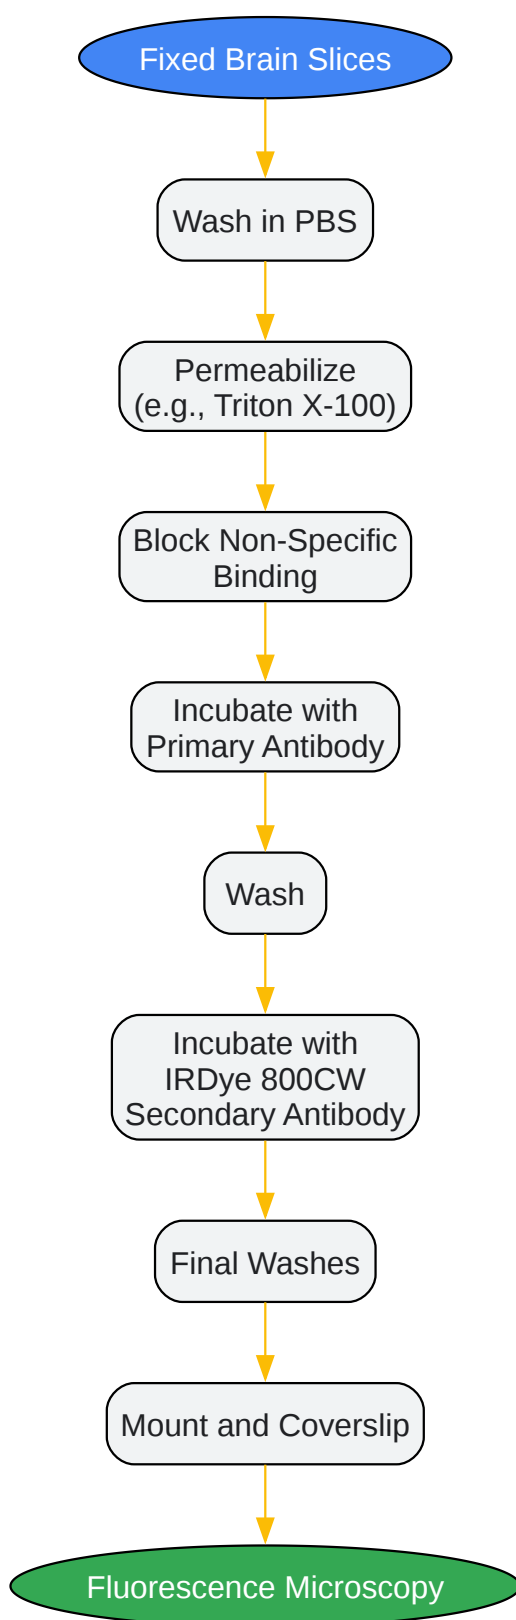 Fixed Brain Slices
Wash in PBS
Permeabilize
(e.g., Triton X-100)
Block Non-Specific
Binding
Incubate with
Primary Antibody
Wash
Incubate with
IRDye 800CW
Secondary Antibody
Final Washes
Mount and Coverslip
Fluorescence Microscopy